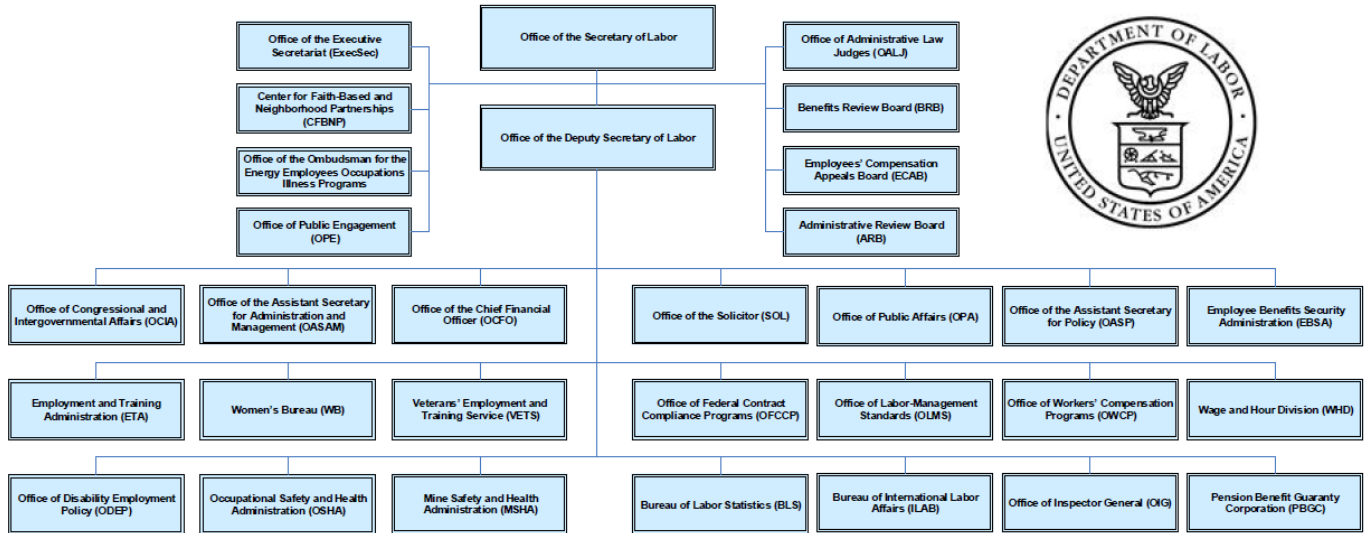 Office of the Executive
Secretariat (ExecSec)
Office of the Secretary of Labor
Office of Administrative Law
Judges (OALJ)
Center for Faith-Based and
Neighborhood Partnerships
(CFBNP)
Office of the Deputy Secretary of Labor
Benefits Review Board (BRB)
Office of the Ombudsman for the
Energy Employees Occupations
Illness Programs
Employees' Compensation
Appeals Board (ECAB)
Office of Public Engagement
(OPE)
Administrative Review Board
(ARB)
DEPARTMENT OF LABOR
UNITED STATES OF AMERICA
Office of Congressional and
Intergovernmental Affairs (OCIA)
Office of the Assistant Secretary
for Administration and
Management (OASAM)
Office of the Chief Financial
Officer (OCFO)
Office of the Solicitor (SOL)
Office of Public Affairs (OPA)
Office of the Assistant Secretary
for Policy (OASP)
Employee Benefits Security
Administration (EBSA)
Employment and Training
Administration (ETA)
Women's Bureau (WB)
Veterans' Employment and
Training Service (VETS)
Office of Federal Contract
Compliance Programs (OFCCP)
Office of Labor-Management
Standards (OLMS)
Office of Workers' Compensation
Programs (OWCP)
Wage and Hour Division (WHD)
Office of Disability Employment
Policy (ODEP)
Occupational Safety and Health
Administration (OSHA)
Mine Safety and Health
Administration (MSHA)
Bureau of Labor Statistics (BLS)
Bureau of International Labor
Affairs (ILAB)
Office of Inspector General (OIG)
Pension Benefit Guaranty
Corporation (PBGC)